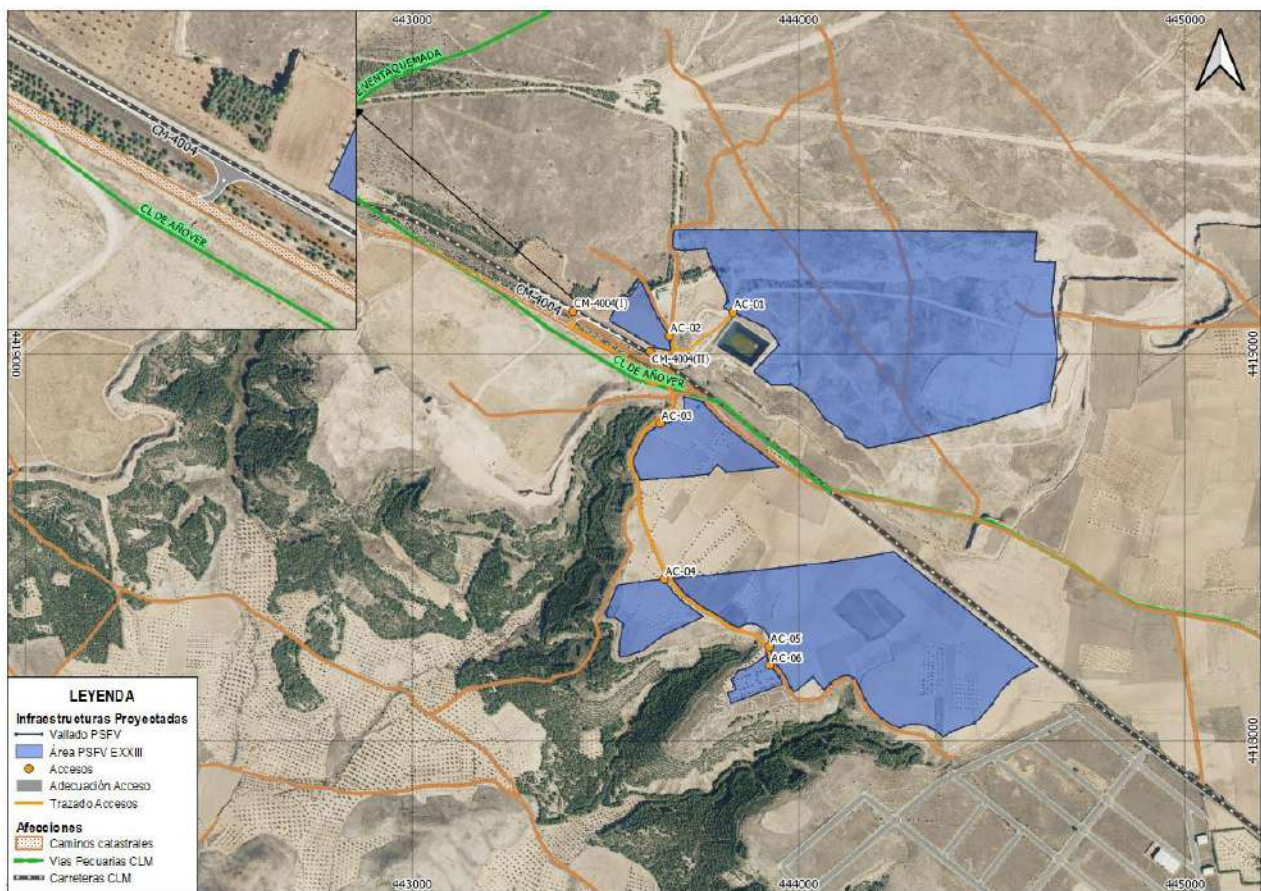 443000
444000
445000
VENTAQUEMADA
CM-4004
CL DE AÑOVER
CM-4004
CM-4004(I)
AC-01
AC-02
CM-4004(II)
4419000
4419000
CL DE AÑOVER
AC-03
AC-04
AC-05
AC-06
LEYENDA
Infraestructuras Proyectadas
Vallado PSFV
Área PSFV EXXIII
Accesos
Adecuación Acceso
Trazado Accesos
Afecciones
Caminos catastrales
Vías Pecuarias CLM
Carreteras CLM
4418000
443000
444000
445000